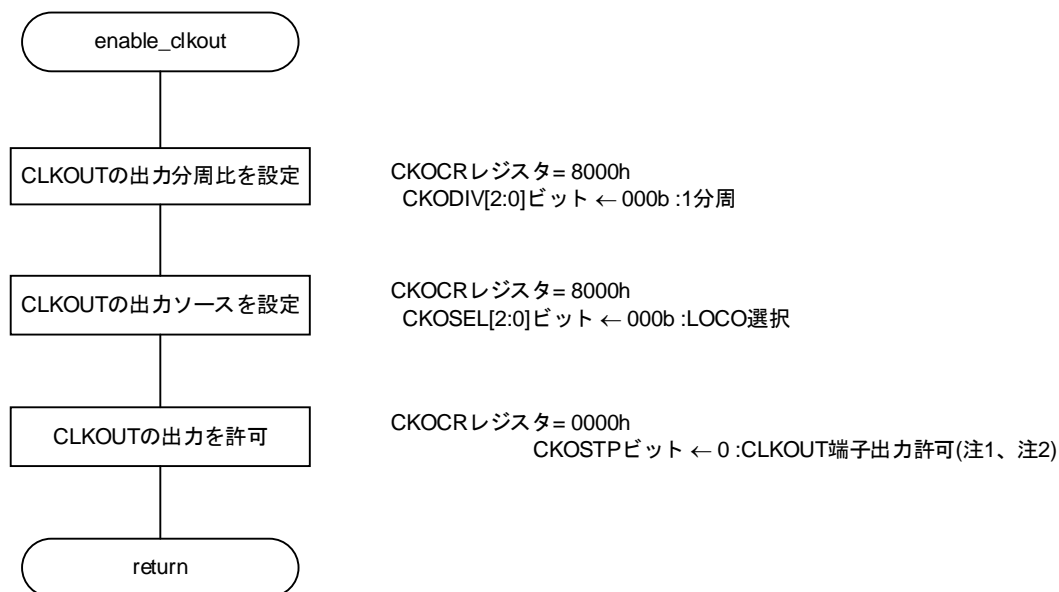 enable_clkout
CLKOUTの出力分周比を設定
CKOCRレジスタ= 8000h
CKODIV[2:0]ビット ← 000b :1分周
CLKOUTの出力ソースを設定
CKOCRレジスタ= 8000h
CKOSEL[2:0]ビット ← 000b :LOCO選択
CLKOUTの出力を許可
CKOCRレジスタ= 0000h
CKOSTPビット ← 0 :CLKOUT端子出力許可(注1、注2)
return